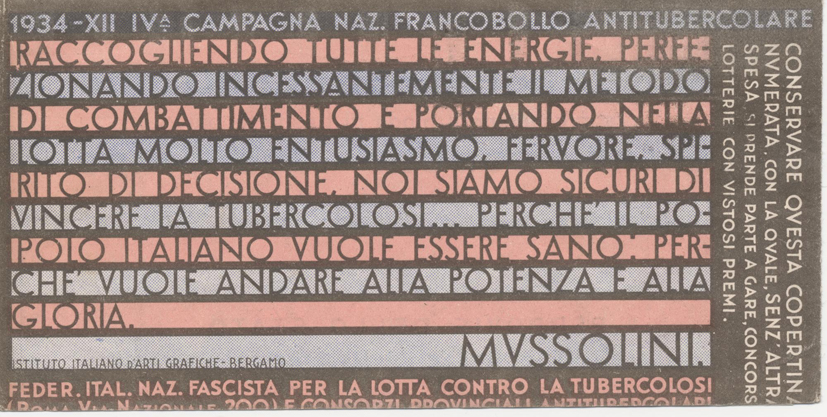 1934-XII IVA CAMPAGNA NAZ. FRANCOBOLLO ANTITUBERCOLARE
RACCOGLIENDO TUTTE LE ENERGIE, PERFE-
ZIONANDO INCESSANTEMENTE IL METODO
DI COMBATTIMENTO E PORTANDO NELLA
LOTTA MOLTO ENTUSIASMO, FERVORE, SPI-
RITO DI DECISIONE, NOI SIAMO SICURI DI
VINCERE LA TUBERCOLOSI... PERCHE' IL PO-
POLO ITALIANO VUOLE ESSERE SANO: PER-
CHE' VUOLE ANDARE ALLA POTENZA E ALLA
GLORIA.
MVSSOLINI.
ISTITUTO ITALIANO D'ARTI GRAFICHE - BERGAMO
FEDER. ITAL. NAZ. FASCISTA PER LA LOTTA CONTRO LA TUBERCOLOSI
(ROMA VIA NAZIONALE 200) E CONSORZI PROVINCIALI ANTITUBERCOLARI
CONSERVARE QVESTA COPERTINA
NVMERATA, CON LA QVALE, SENZ'ALTRA
SPESA SI PRENDE PARTE A GARE, CONCORSI
LOTTERIE CON VISTOSI PREMI.